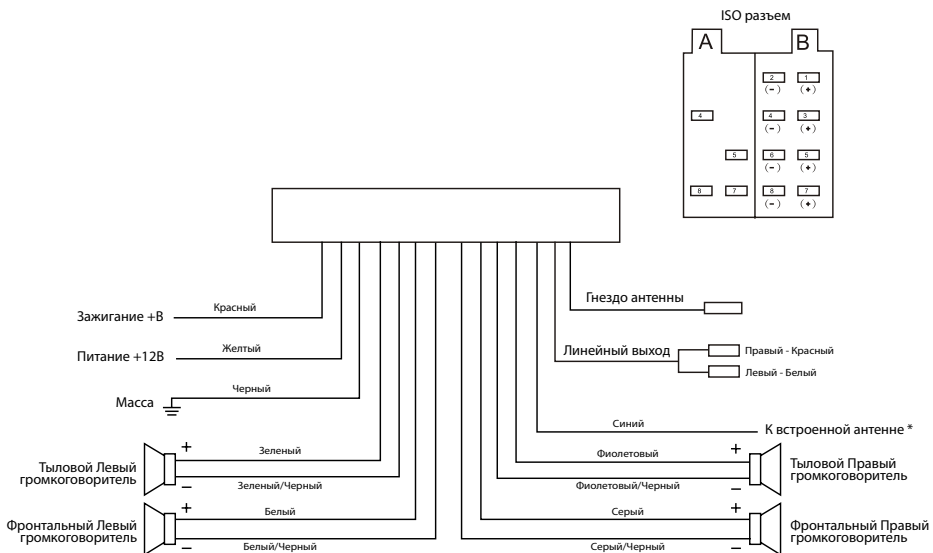 ISO разъем
A B
2 1
(-) (+)
4 4 3
(-) (+)
5 6 5
(-) (+)
8 7 8 7
(-) (+)
Гнездо антенны
Красный
Зажигание +В
Желтый
Питание +12В
Линейный выход
Правый - Красный
Левый - Белый
Черный
Масса
Синий
К встроенной антенне *
+
Зеленый
Тыловой Левый
громкоговоритель
Зеленый/Черный
–
+
Фиолетовый
Тыловой Правый
громкоговоритель
Фиолетовый/Черный
–
+
Белый
Фронтальный Левый
громкоговоритель
Белый/Черный
–
+
Серый
Фронтальный Правый
громкоговоритель
Серый/Черный
–